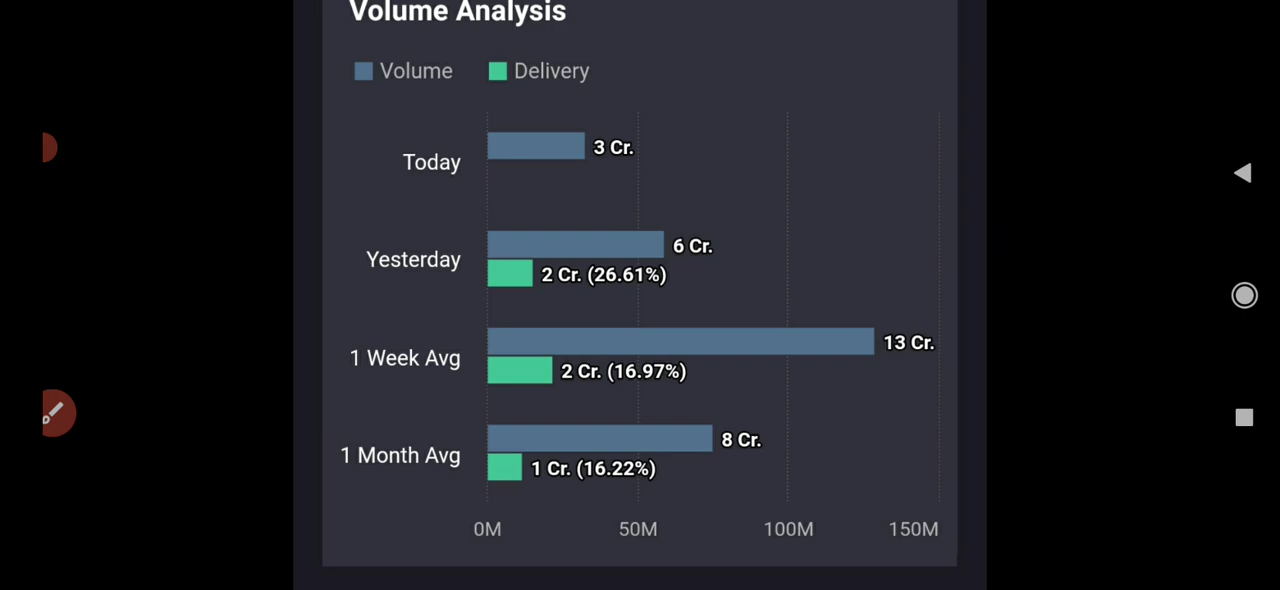 Volume Analysis
Volume Delivery
Today 3 Cr.
Yesterday 6 Cr.
2 Cr. (26.61%)
1 Week Avg 13 Cr.
2 Cr. (16.97%)
1 Month Avg 8 Cr.
1 Cr. (16.22%)
0M 50M 100M 150M